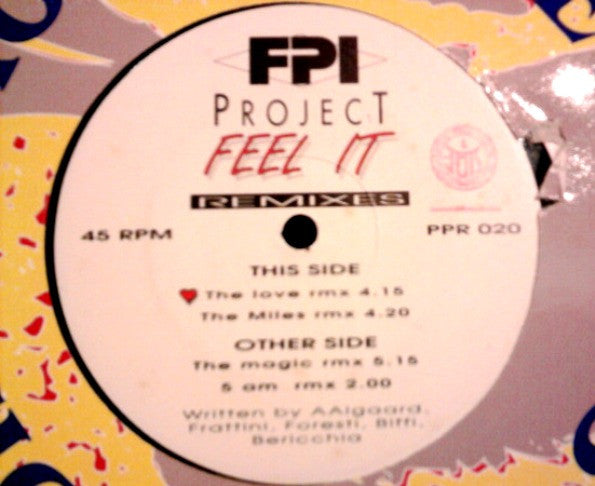 FPI
PROJECT
FEEL IT
REMIXES
45 RPM
PPR 020
THIS SIDE
The love rmx 4.15
The Miles rmx 4.20
OTHER SIDE
The magic rmx 5.15
5 am rmx 2.00
Written by AAlgaard,
Frattini, Foresti, Biffi,
Bericchia